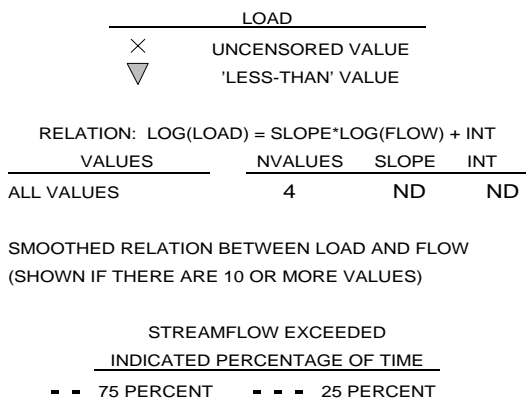 LOAD
UNCENSORED VALUE
'LESS-THAN' VALUE
RELATION: LOG(LOAD) = SLOPE*LOG(FLOW) + INT
VALUES NVALUES SLOPE INT
ALL VALUES 4 ND ND
SMOOTHED RELATION BETWEEN LOAD AND FLOW
(SHOWN IF THERE ARE 10 OR MORE VALUES)
STREAMFLOW EXCEEDED
INDICATED PERCENTAGE OF TIME
75 PERCENT 25 PERCENT